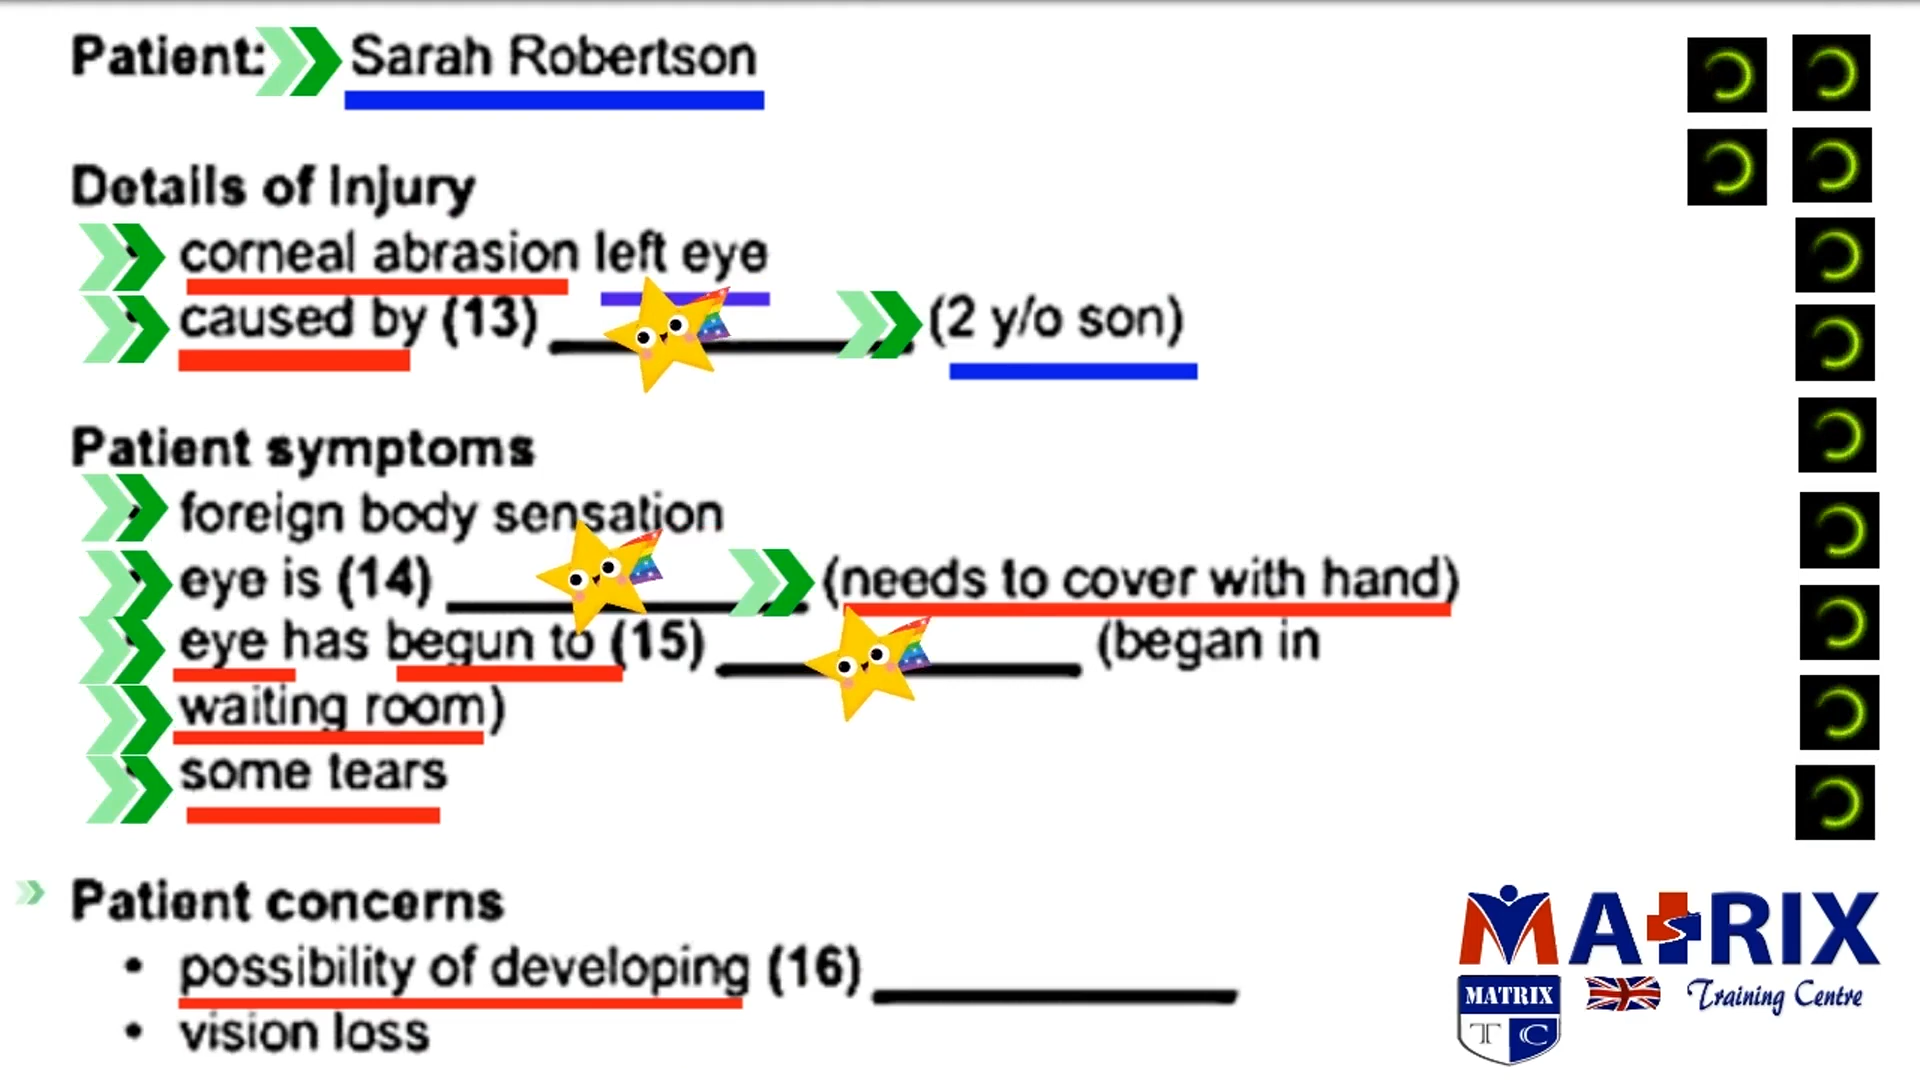 Patient: Sarah Robertson
Details of Injury
corneal abrasion left eye
caused by (13) (2 y/o son)
Patient symptoms
foreign body sensation
eye is (14) (needs to cover with hand)
eye has begun to (15) (began in
waiting room)
some tears
Patient concerns
• possibility of developing (16)
• vision loss
MATRIX
Training Centre
MATRIX
T C